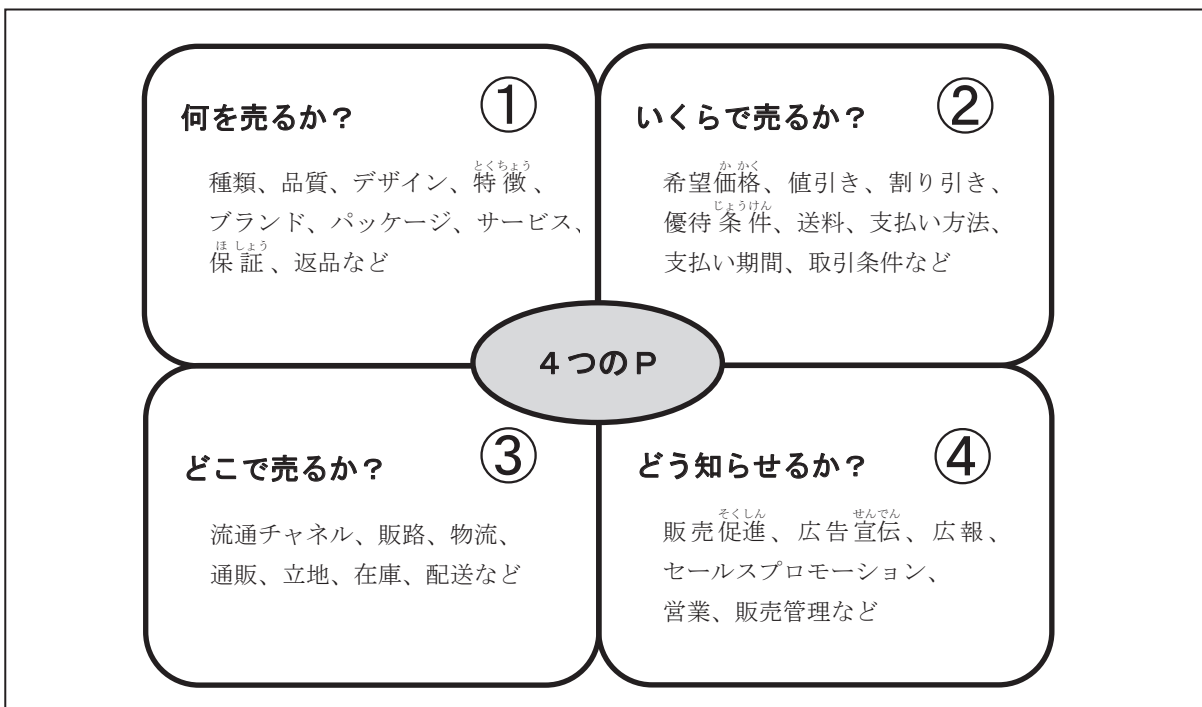 何を売るか？ ①
種類、品質、デザイン、特徴、
ブランド、パッケージ、サービス、
保証、返品など
いくらで売るか？ ②
希望価格、値引き、割り引き、
優待条件、送料、支払い方法、
支払い期間、取引条件など
４つのＰ
どこで売るか？ ③
流通チャネル、販路、物流、
通販、立地、在庫、配送など
どう知らせるか？ ④
販売促進、広告宣伝、広報、
セールスプロモーション、
営業、販売管理など